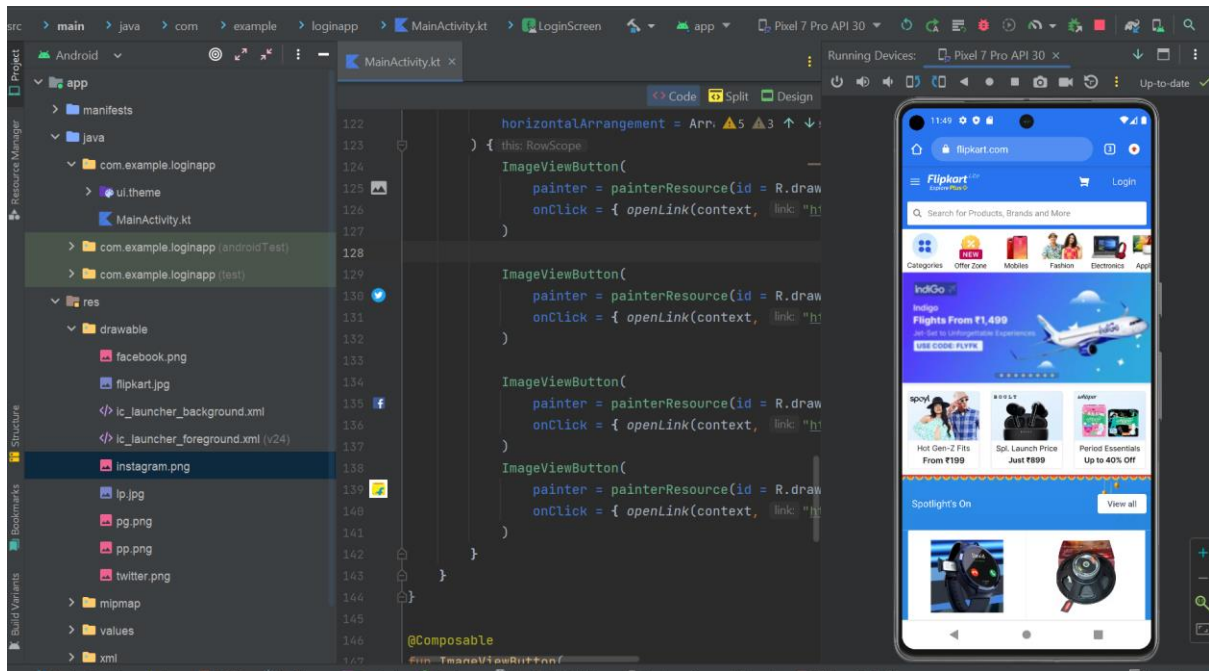 src > main > java > com > example > loginapp > MainActivity.kt > LoginScreen app Pixel 7 Pro API 30
Android
MainActivity.kt
Running Devices: Pixel 7 Pro API 30
Up-to-date
Code Split Design
Project
Resource Manager
Structure
Bookmarks
Build Variants
app
manifests
java
com.example.loginapp
ui.theme
MainActivity.kt
com.example.loginapp (androidTest)
com.example.loginapp (test)
res
drawable
facebook.png
flipkart.jpg
ic_launcher_background.xml
ic_launcher_foreground.xml (v24)
instagram.png
lp.jpg
pg.png
pp.png
twitter.png
mipmap
values
xml
122 horizontalArrangement = Arr 5 3
123 ) { this: RowScope
124 ImageViewButton(
125 painter = painterResource(id = R.draw
126 onClick = { openLink(context, link: "h
127 )
128
129 ImageViewButton(
130 painter = painterResource(id = R.draw
131 onClick = { openLink(context, link: "h
132 )
133
134 ImageViewButton(
135 painter = painterResource(id = R.draw
136 onClick = { openLink(context, link: "h
137 )
138 ImageViewButton(
139 painter = painterResource(id = R.draw
140 onClick = { openLink(context, link: "h
141 )
142 }
143 }
144 }
145
146 @Composable
147 fun ImageViewButton(
11:49
flipkart.com 3
Flipkart Lite
Explore Plus
Login
Search for Products, Brands and More
NEW
Categories Offer Zone Mobiles Fashion Electronics Appl
IndiGo
Indigo
Flights From ₹1,499
Jet-Set to Unforgettable Experiences
USE CODE: FLYFK
IndiGo
spoyl
BOULT
whisper
Hot Gen-Z Fits Spl. Launch Price Period Essentials
From ₹199 Just ₹899 Up to 40% Off
Spotlight's On
View all